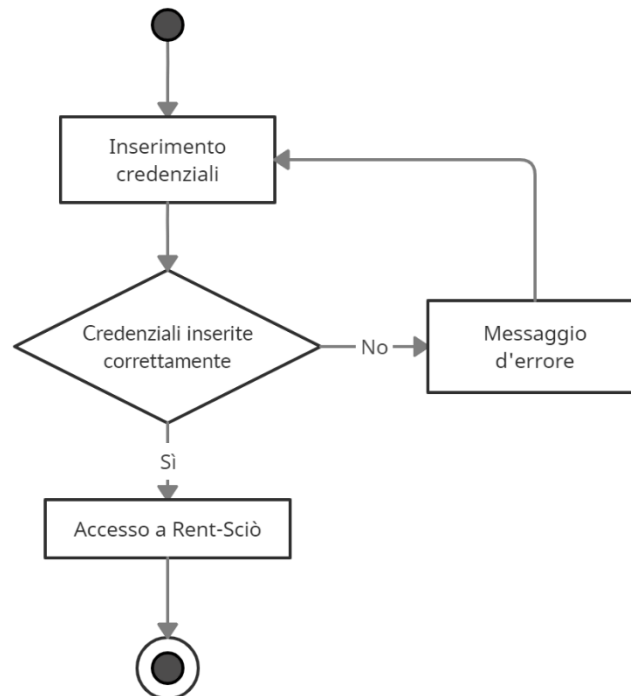 Inserimento
credenziali
Credenziali inserite
correttamente
No
Messaggio
d'errore
Sì
Accesso a Rent-Sciò